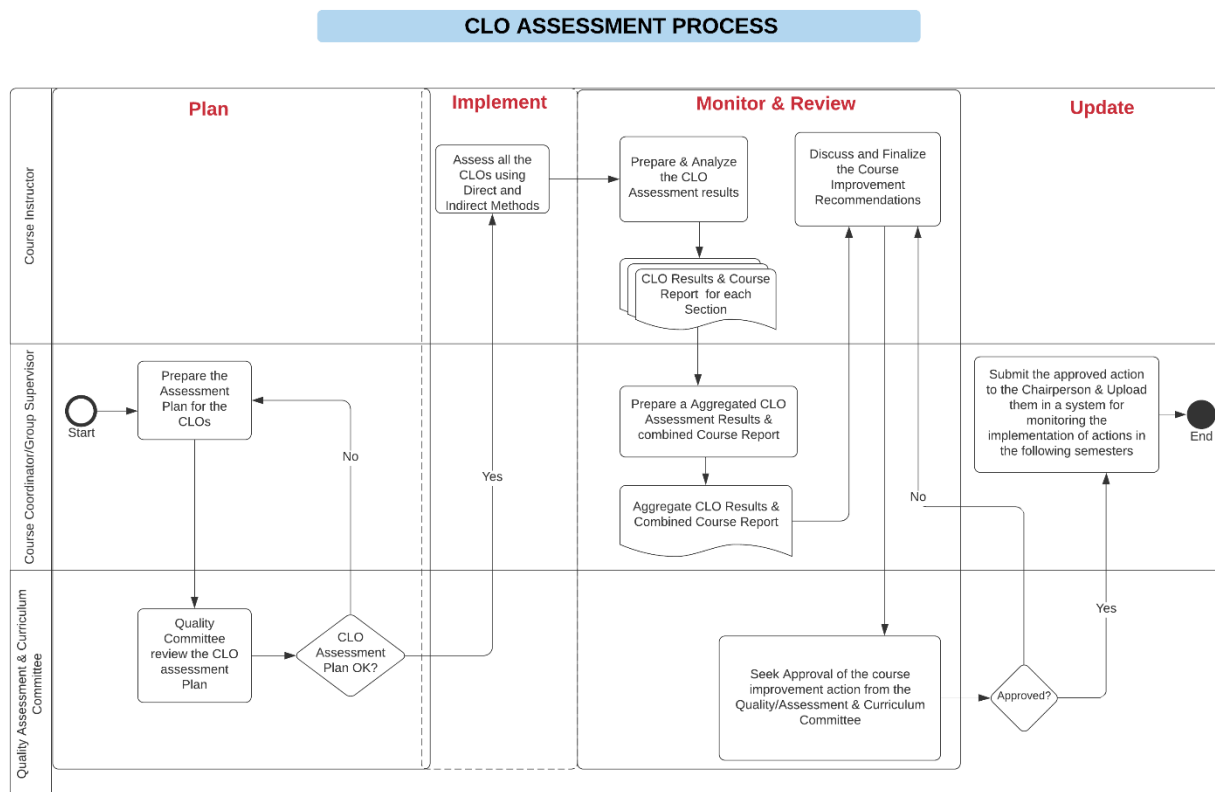 CLO ASSESSMENT PROCESS
Plan
Implement
Monitor & Review
Update
Course Instructor
Assess all the
CLOs using
Direct and
Indirect Methods
Prepare & Analyze
the CLO
Assessment results
Discuss and Finalize
the Course
Improvement
Recommendations
CLO Results & Course
Report for each
Section
Course Coordinator/Group Supervisor
Start
Prepare the
Assessment
Plan for the
CLOs
No
Yes
Prepare a Aggregated CLO
Assessment Results &
combined Course Report
Aggregate CLO Results &
Combined Course Report
No
Submit the approved action
to the Chairperson & Upload
them in a system for
monitoring the
implementation of actions in
the following semesters
End
Quality Assessment & Curriculum
Committee
Quality
Committee
review the CLO
assessment
Plan
CLO
Assessment
Plan OK?
Seek Approval of the course
improvement action from the
Quality/Assessment & Curriculum
Committee
Approved?
Yes